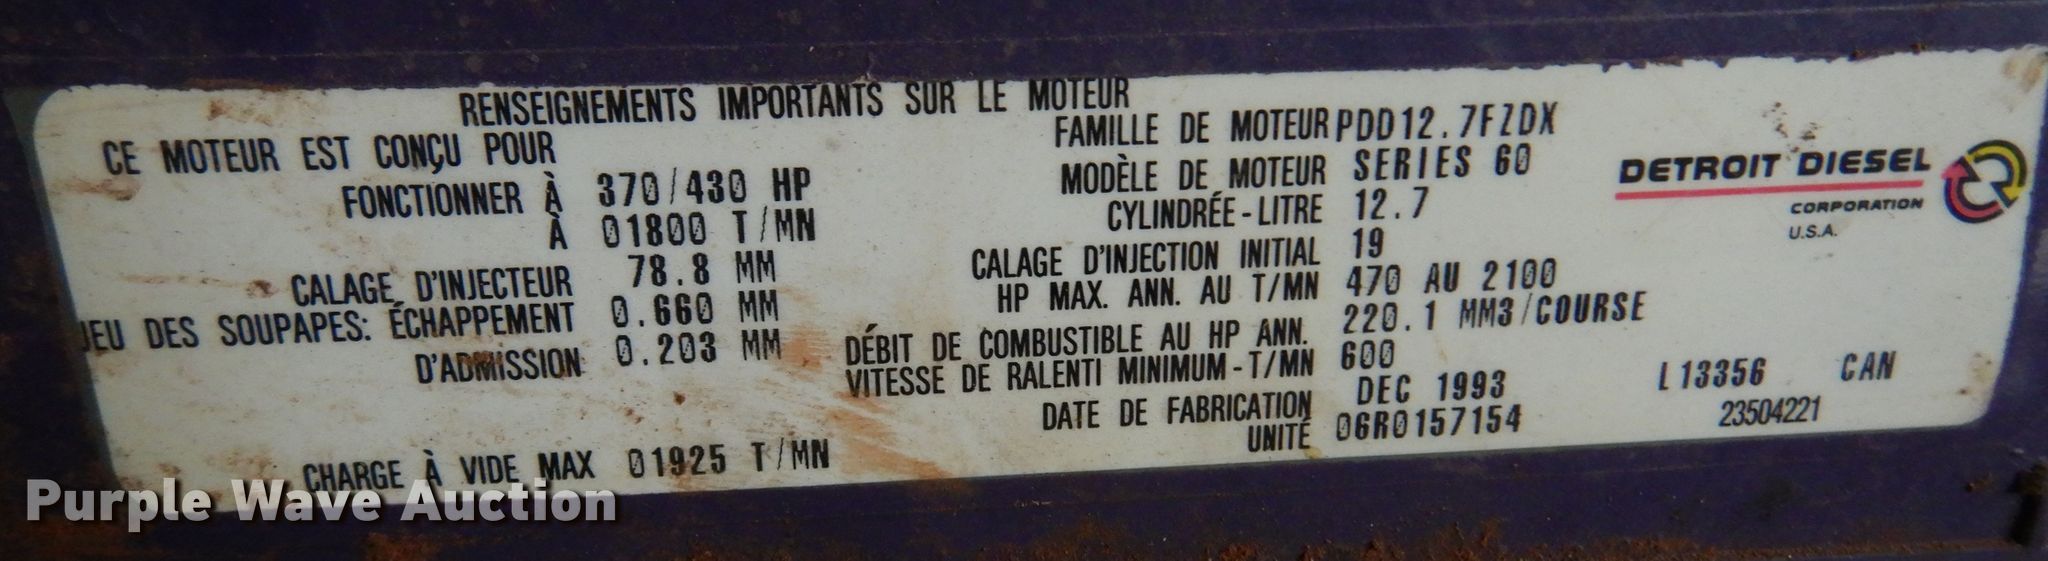 RENSEIGNEMENTS IMPORTANTS SUR LE MOTEUR
CE MOTEUR EST CONÇU POUR
FONCTIONNER À 370/430 HP
À 01800 T/MN
CALAGE D'INJECTEUR 78.8 MM
JEU DES SOUPAPES: ÉCHAPPEMENT 0.660 MM
D'ADMISSION 0.203 MM
CHARGE À VIDE MAX 01925 T/MN
FAMILLE DE MOTEUR PDD12.7FZDX
MODÈLE DE MOTEUR SERIES 60
CYLINDRÉE-LITRE 12.7
CALAGE D'INJECTION INITIAL 19
HP MAX. ANN. AU T/MN 470 AU 2100
DÉBIT DE COMBUSTIBLE AU HP ANN. 220.1 MM3/COURSE
VITESSE DE RALENTI MINIMUM-T/MN 600
DATE DE FABRICATION DEC 1993
UNITÉ 06R0157154
DETROIT DIESEL
CORPORATION
U.S.A.
L13356 CAN
23504221
Purple Wave Auction